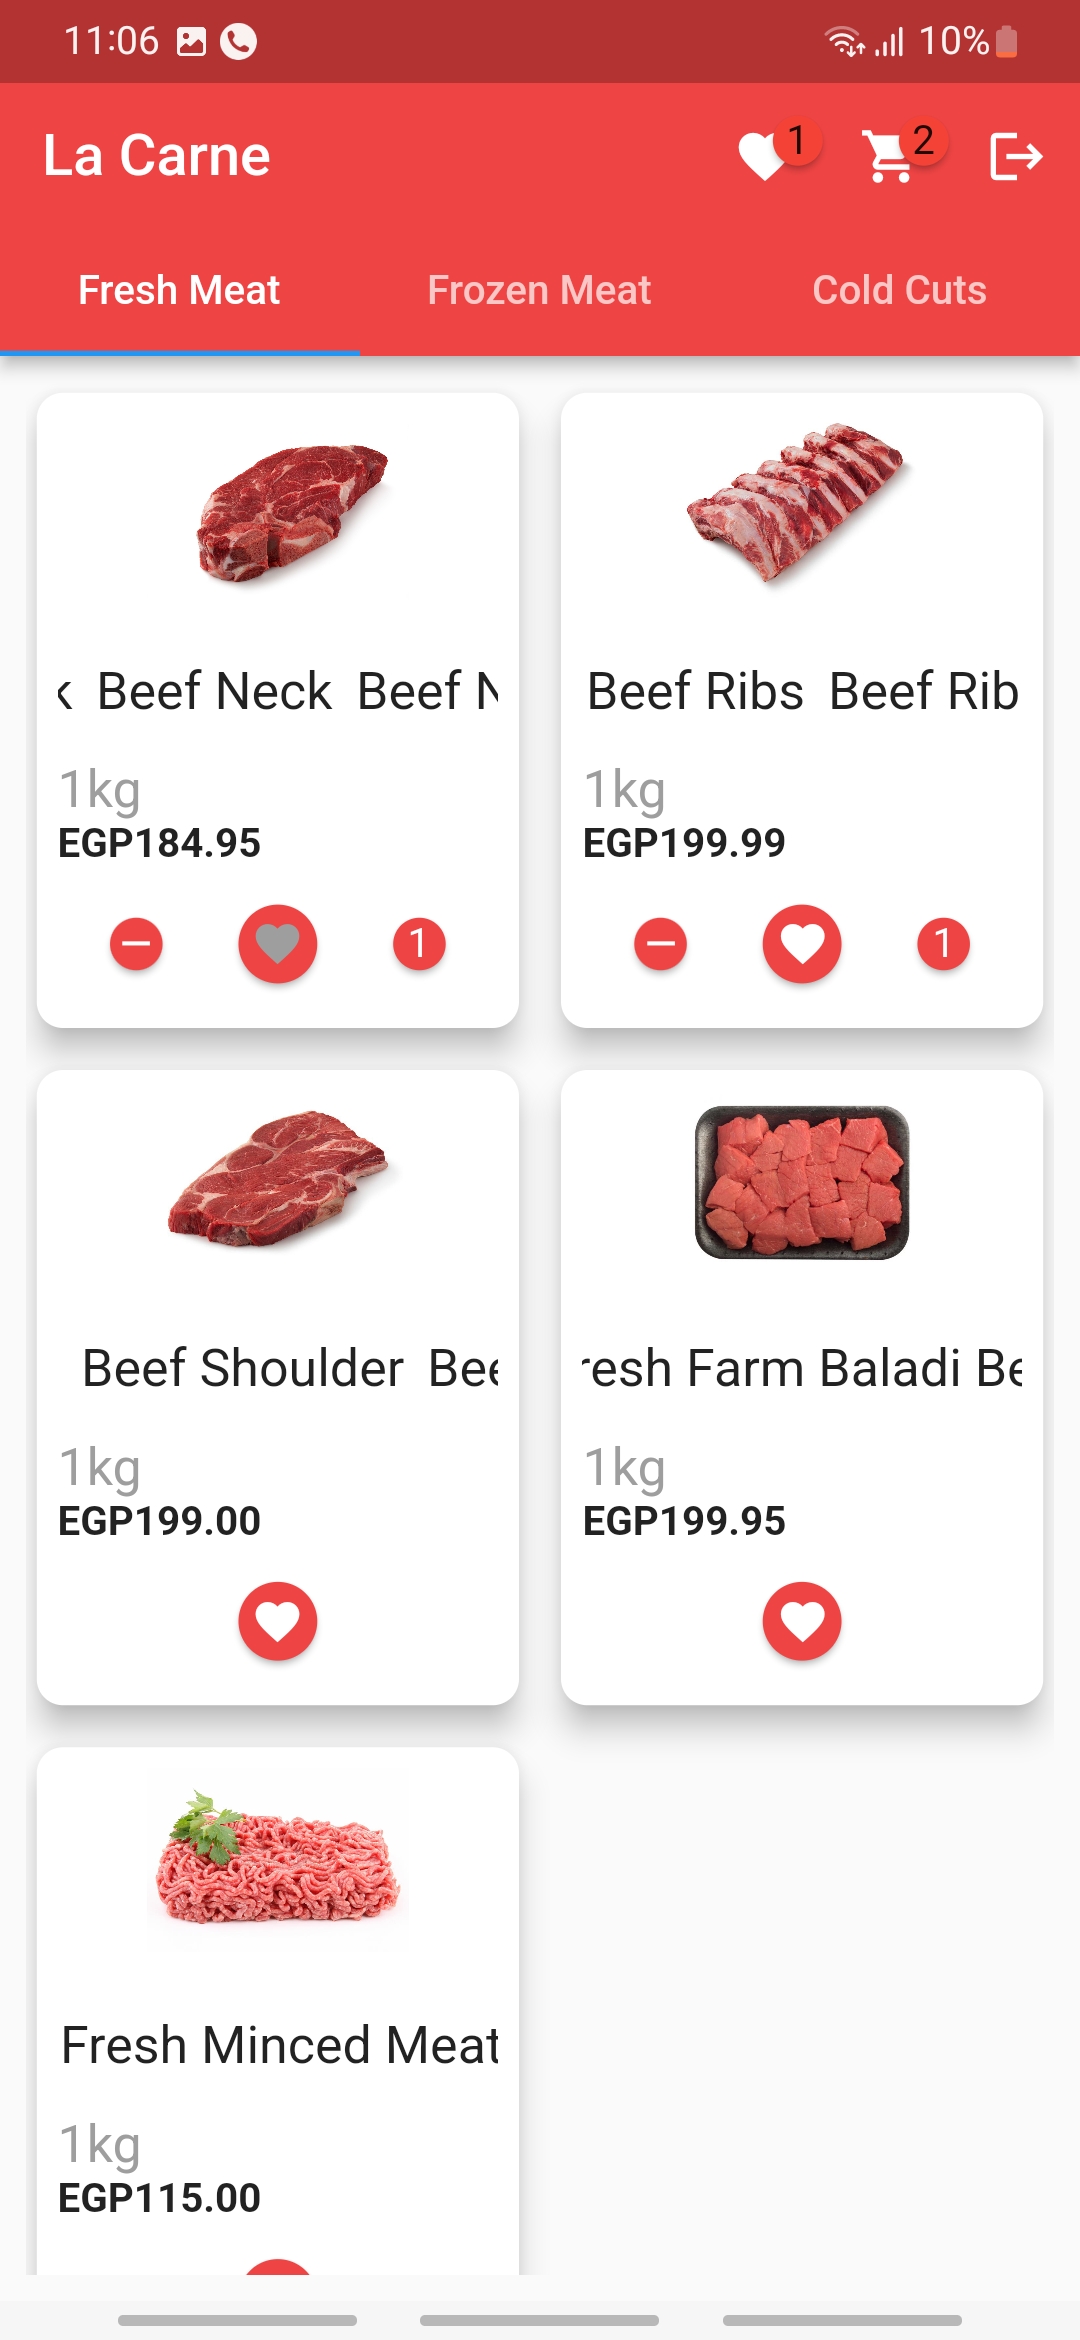 11:06 10%
La Carne 1 2
Fresh Meat Frozen Meat Cold Cuts
k Beef Neck Beef N
1kg
EGP184.95
1
Beef Ribs Beef Rib
1kg
EGP199.99
1
Beef Shoulder Bee
1kg
EGP199.00
resh Farm Baladi Be
1kg
EGP199.95
Fresh Minced Meat
1kg
EGP115.00